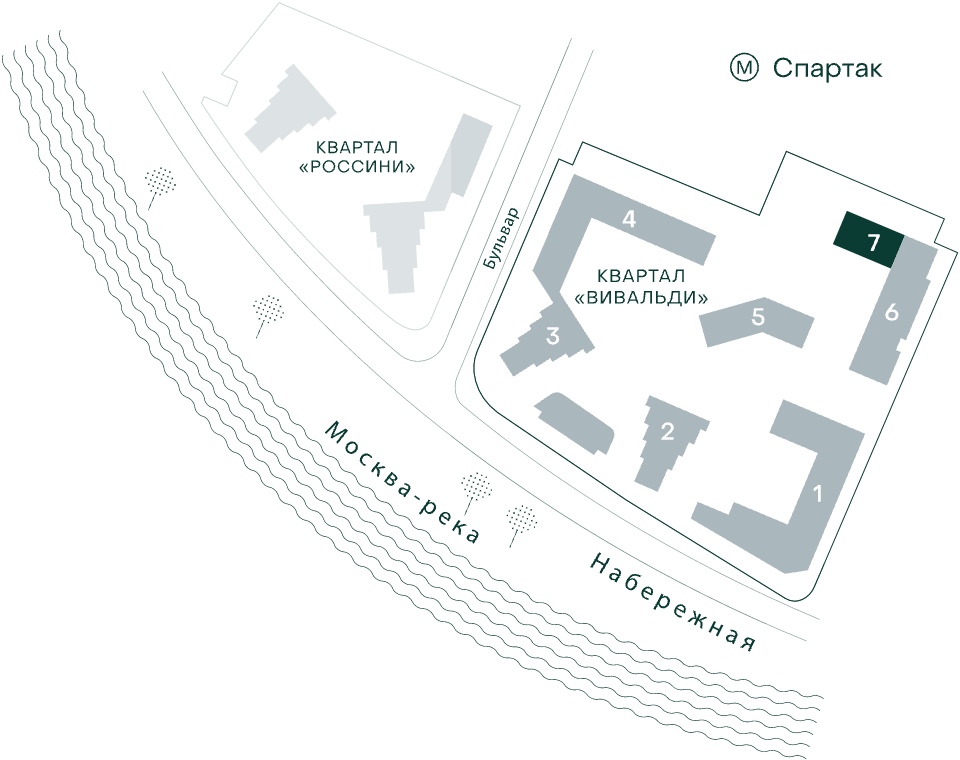 М Спартак
КВАРТАЛ
«РОССИНИ»
Бульвар
4
КВАРТАЛ
«ВИВАЛЬДИ»
7
6
5
3
2
1
Москва-река
Набережная